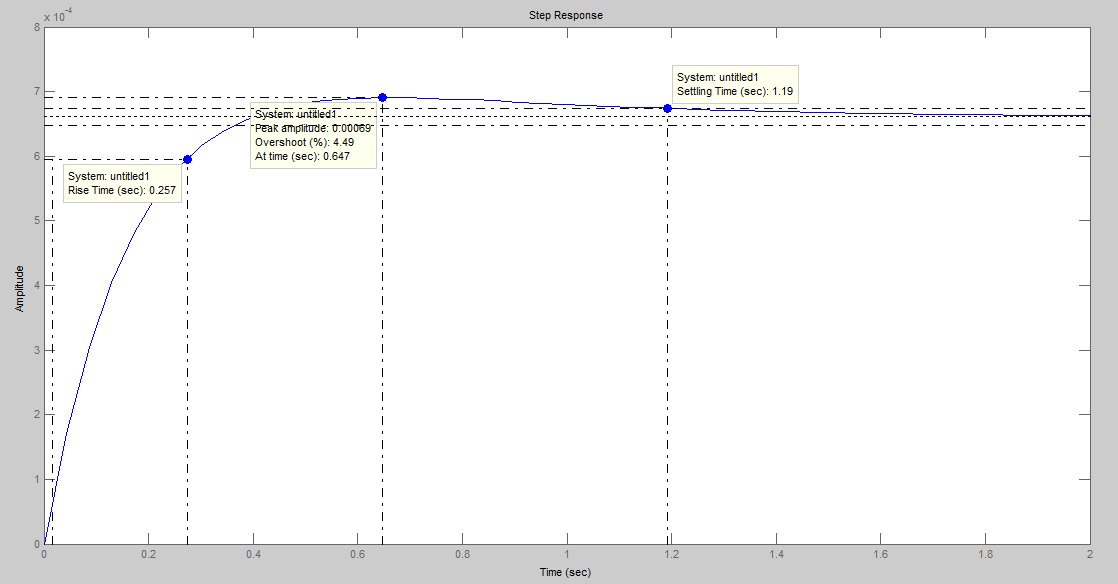 Step Response
x 10^-4
8
7
6
5
4
3
2
1
0
Amplitude
System: untitled1
Rise Time (sec): 0.257
System: untitled1
Peak amplitude: 0.00069
Overshoot (%): 4.49
At time (sec): 0.647
System: untitled1
Settling Time (sec): 1.19
0 0.2 0.4 0.6 0.8 1 1.2 1.4 1.6 1.8 2
Time (sec)